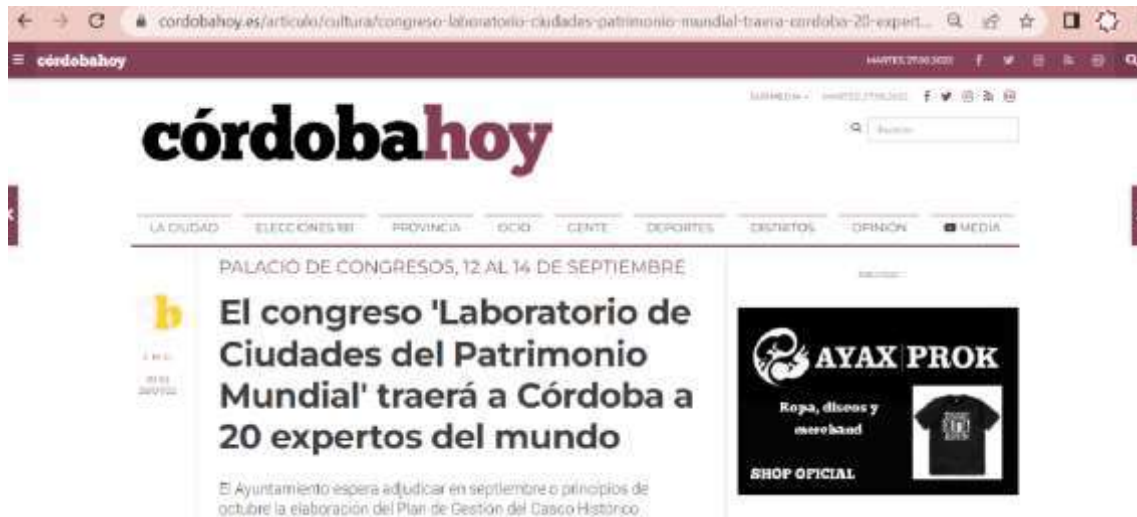 cordobahoy.es/articulo/cultura/congreso-laboratorio-ciudades-patrimonio-mundial-traera-cordoba-20-expert...
córdobahoy
córdobahoy
LA CIUDAD ELECCIONES PROVINCIA OCIO GENTE DEPORTES DISTRITOS OPINIÓN MEDIA
PALACIO DE CONGRESOS, 12 AL 14 DE SEPTIEMBRE
El congreso 'Laboratorio de
Ciudades del Patrimonio
Mundial' traerá a Córdoba a
20 expertos del mundo
El Ayuntamiento espera adjudicar en septiembre o principios de
octubre la elaboración del Plan de Gestión del Casco Histórico
b
AYAX PROK
Ropa, discos y
merchand
SHOP OFICIAL